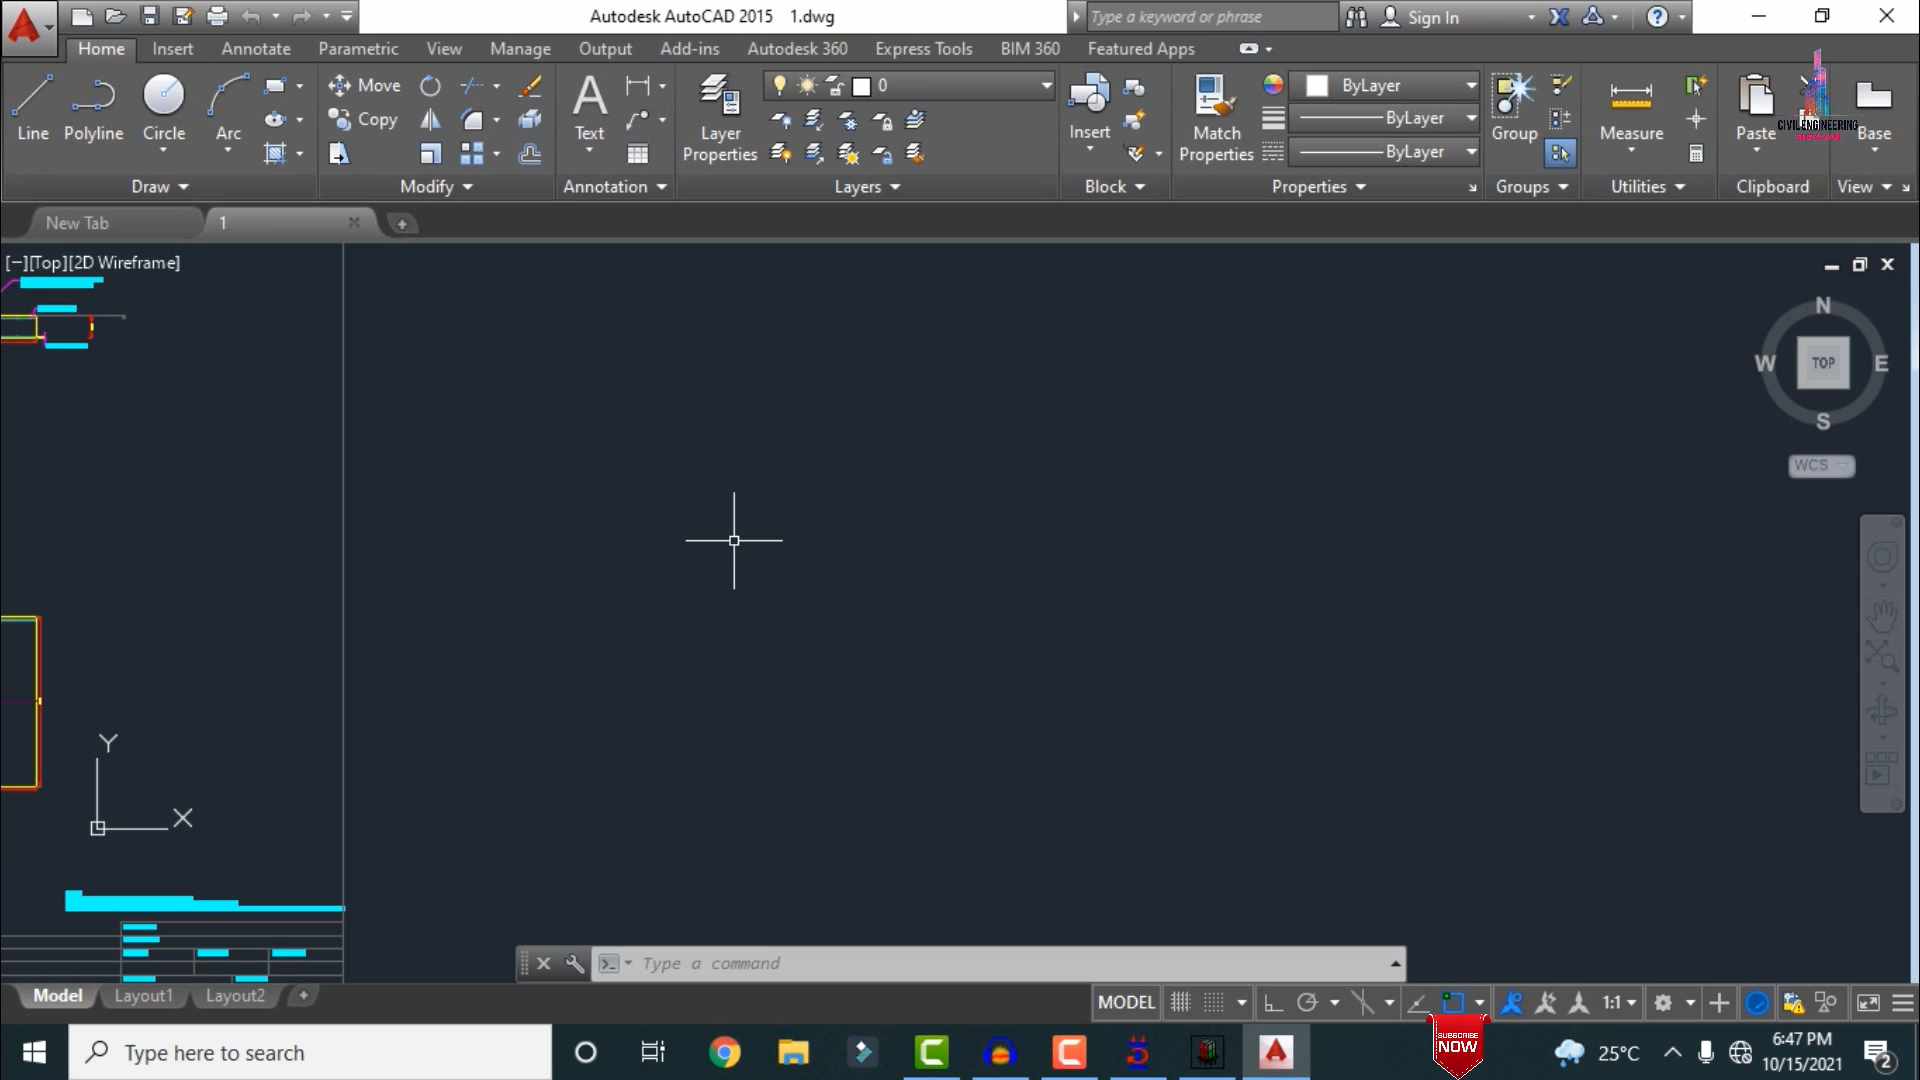 Autodesk AutoCAD 2015 1.dwg
Type a keyword or phrase
Sign In
Home Insert Annotate Parametric View Manage Output Add-ins Autodesk 360 Express Tools BIM 360 Featured Apps
Line Polyline Circle Arc
Move
Copy
Text
Layer Properties
0
Insert
Match Properties
ByLayer
ByLayer
ByLayer
Group
Measure
Paste
Base
CIVIL ENGINEERING
Draw Modify Annotation Layers Block Properties Groups Utilities Clipboard View
New Tab 1
[−][Top][2D Wireframe]
N
W TOP E
S
WCS
Y
X
Type a command
Model Layout1 Layout2
MODEL 1:1
SUBSCRIBE
NOW
Type here to search
25°C
6:47 PM
10/15/2021
2